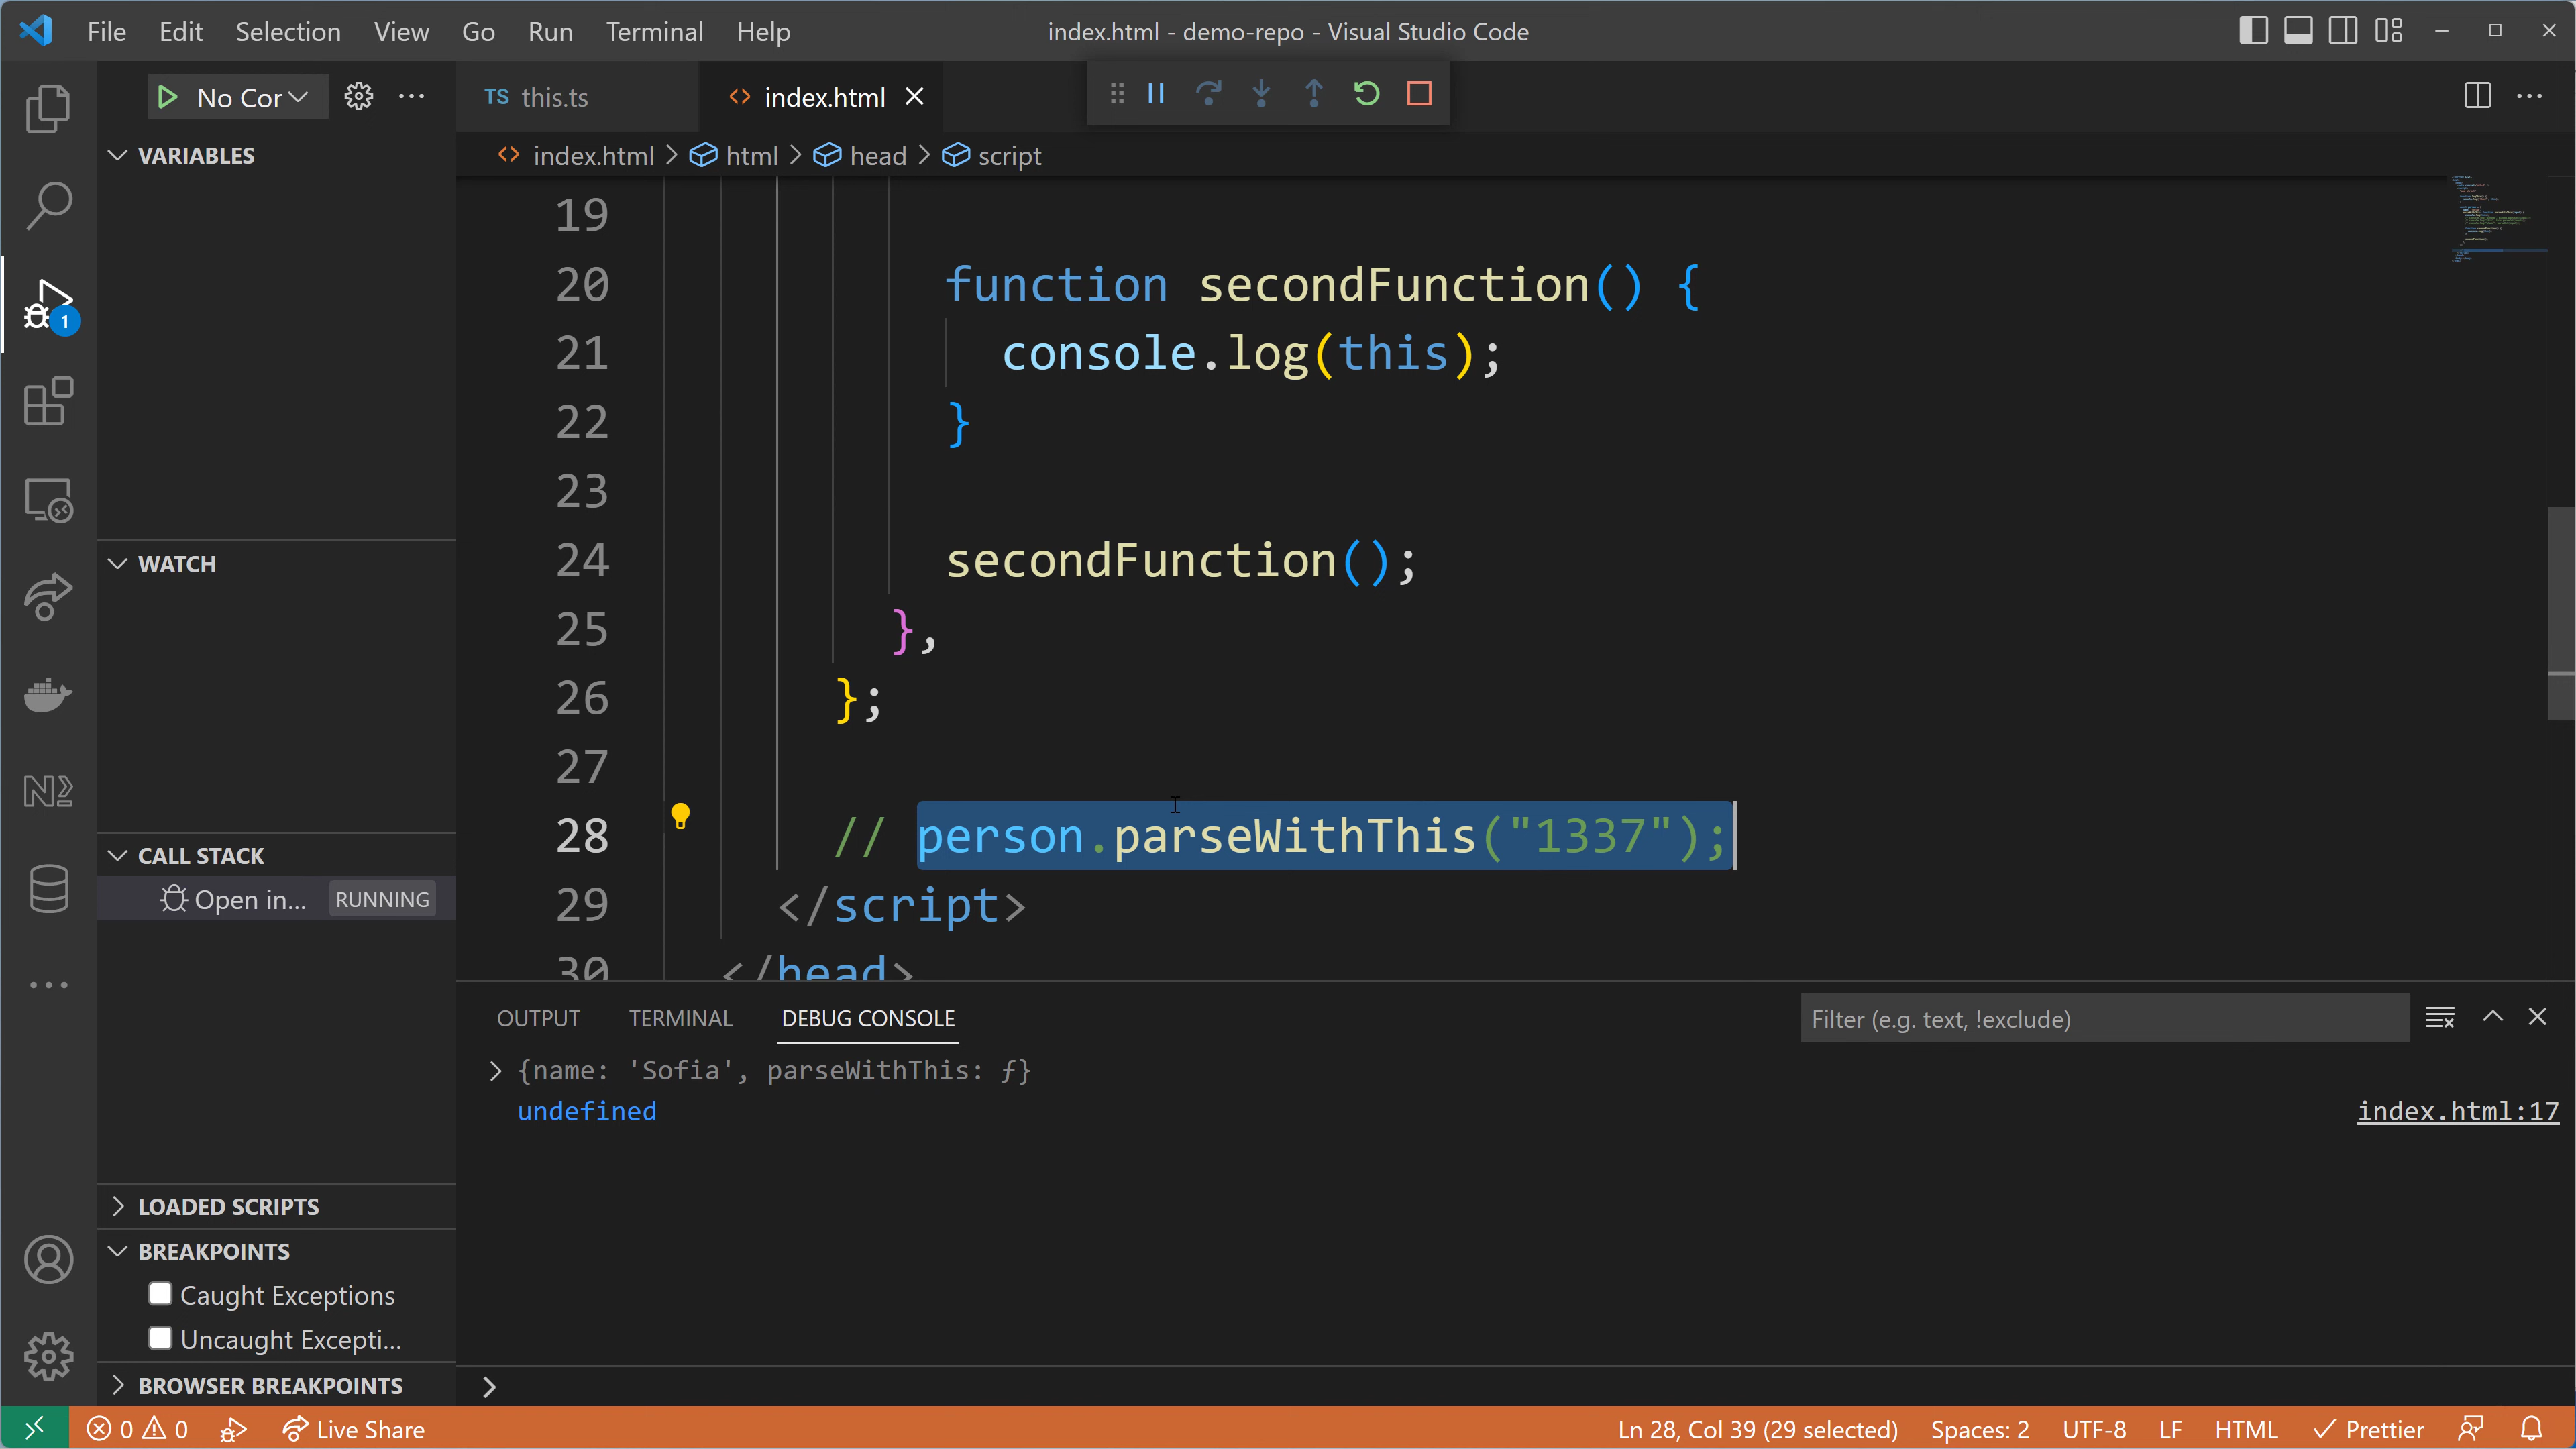 File Edit Selection View Go Run Terminal Help
index.html - demo-repo - Visual Studio Code
No Cor
TS this.ts
index.html
index.html > html > head > script
VARIABLES
WATCH
CALL STACK
Open in... RUNNING
LOADED SCRIPTS
BREAKPOINTS
Caught Exceptions
Uncaught Excepti...
BROWSER BREAKPOINTS
1
19
20 function secondFunction() {
21 console.log(this);
22 }
23
24 secondFunction();
25 },
26 };
27
28 // person.parseWithThis("1337");
29 </script>
30 </head>
OUTPUT TERMINAL DEBUG CONSOLE
Filter (e.g. text, !exclude)
> {name: 'Sofia', parseWithThis: ƒ}
undefined index.html:17
>
0 0 Live Share
Ln 28, Col 39 (29 selected) Spaces: 2 UTF-8 LF HTML Prettier